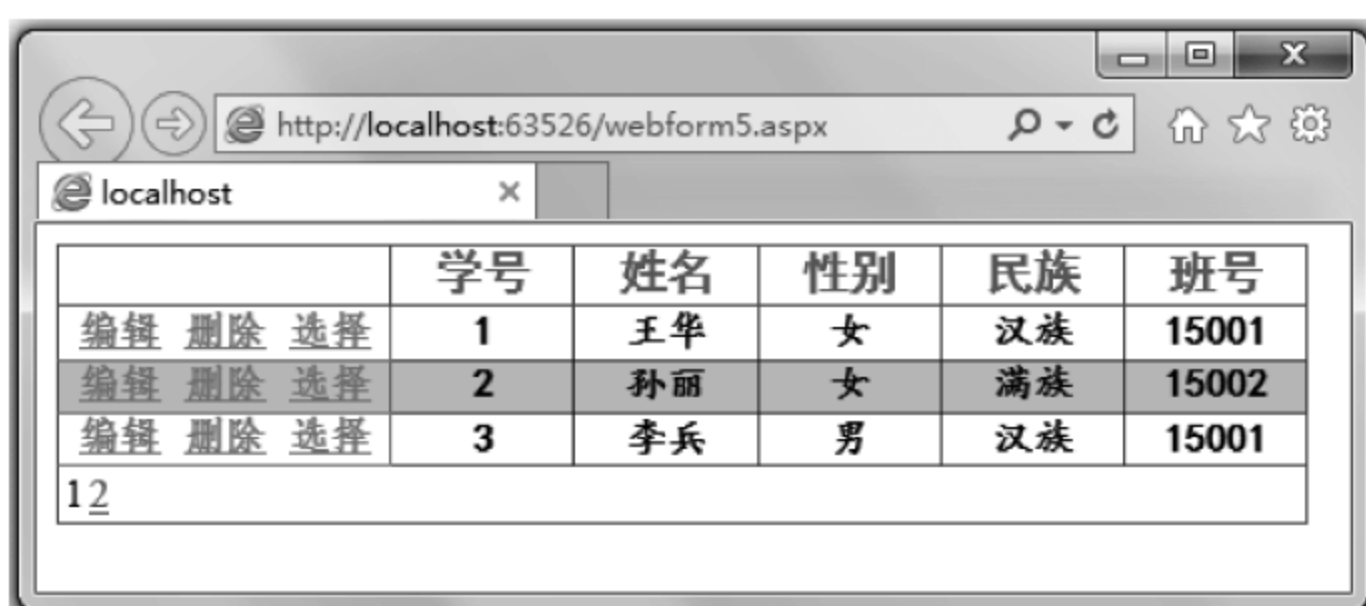 http://localhost:63526/webform5.aspx
localhost
学号 姓名 性别 民族 班号
编辑 删除 选择 1 王华 女 汉族 15001
编辑 删除 选择 2 孙丽 女 满族 15002
编辑 删除 选择 3 李兵 男 汉族 15001
1 2